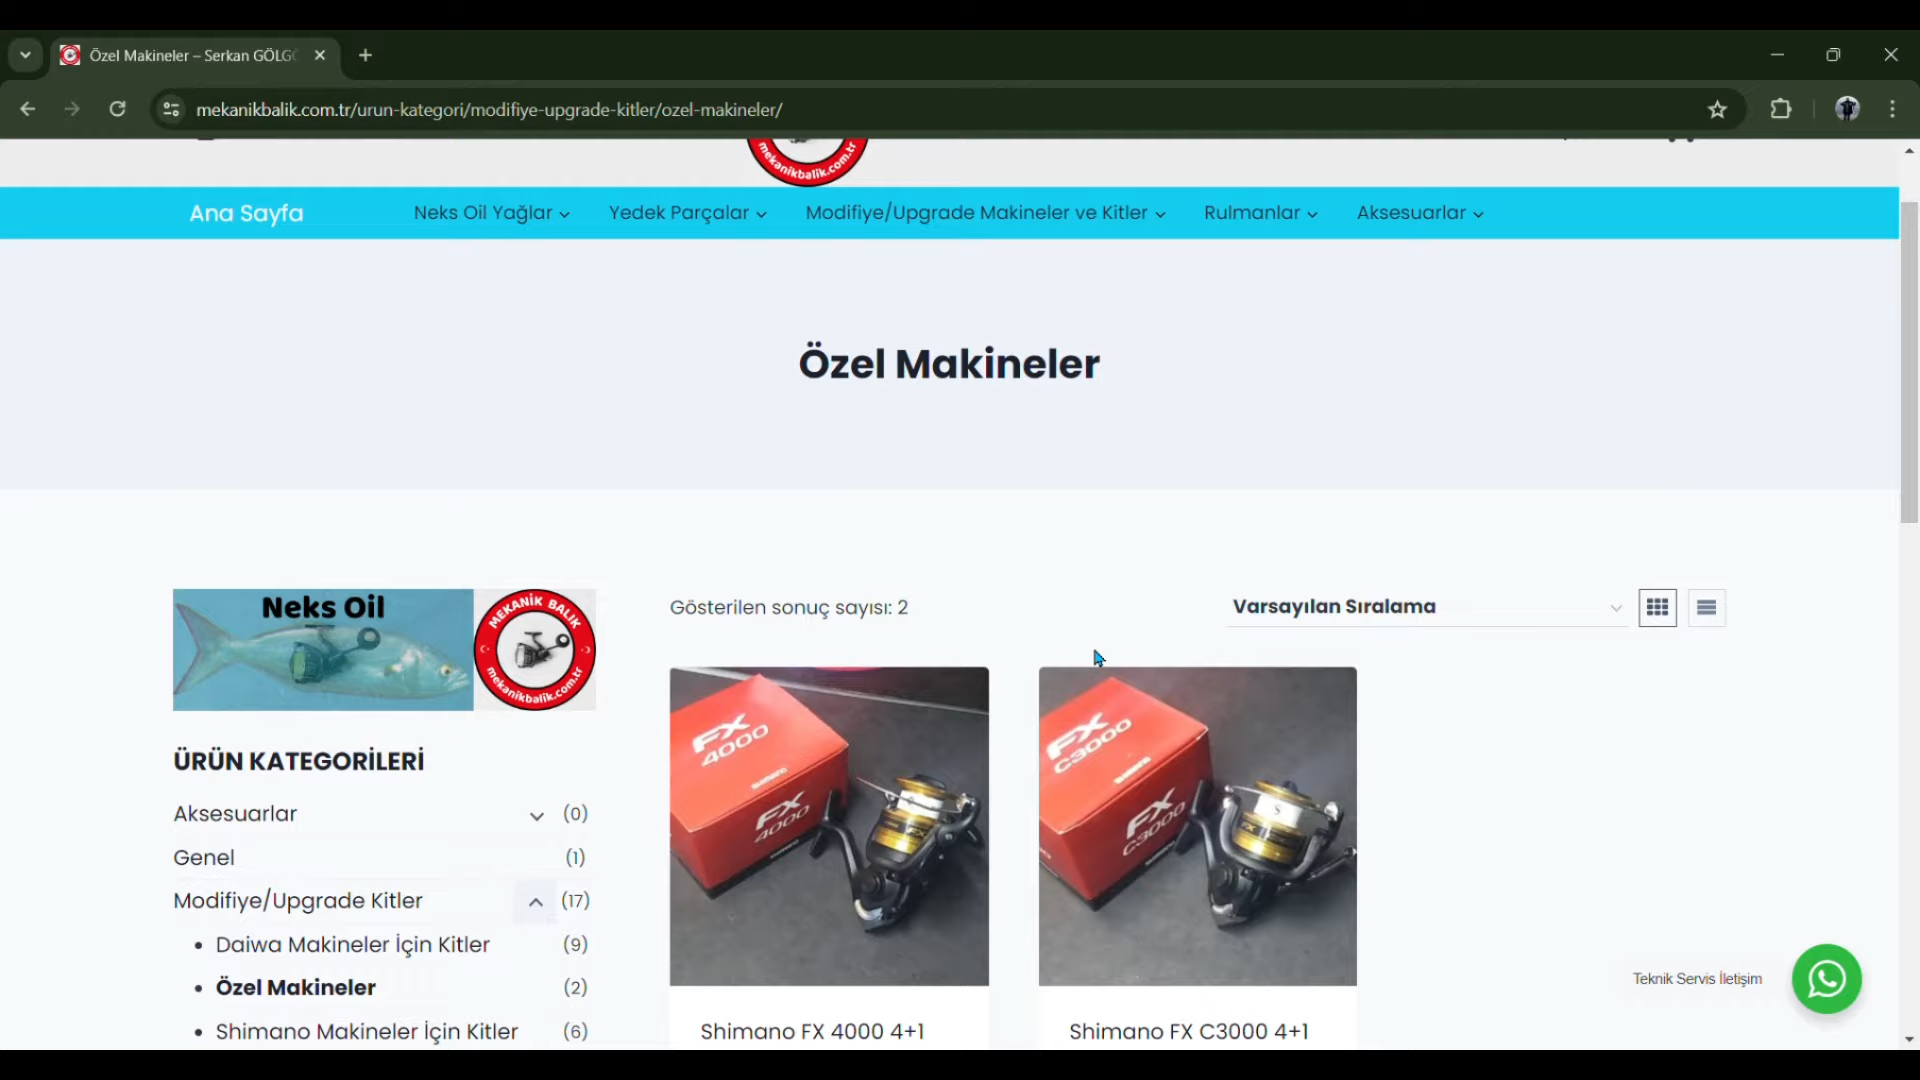 Özel Makineler – Serkan GÖLG
mekanikbalik.com.tr/urun-kategori/modifiye-upgrade-kitler/ozel-makineler/
mekanikbalik.com.tr
Ana Sayfa
Neks Oil Yağlar
Yedek Parçalar
Modifiye/Upgrade Makineler ve Kitler
Rulmanlar
Aksesuarlar
Özel Makineler
Neks Oil
MEKANİK BALIK
mekanikbalik.com.tr
Gösterilen sonuç sayısı: 2
Varsayılan Sıralama
ÜRÜN KATEGORİLERİ
Aksesuarlar (0)
Genel (1)
Modifiye/Upgrade Kitler (17)
• Daiwa Makineler İçin Kitler (9)
• Özel Makineler (2)
• Shimano Makineler İçin Kitler (6)
FX
4000
SHIMANO
FX
4000
FX
C3000
SHIMANO
FX
C3000
Shimano FX 4000 4+1
Shimano FX C3000 4+1
Teknik Servis İletişim